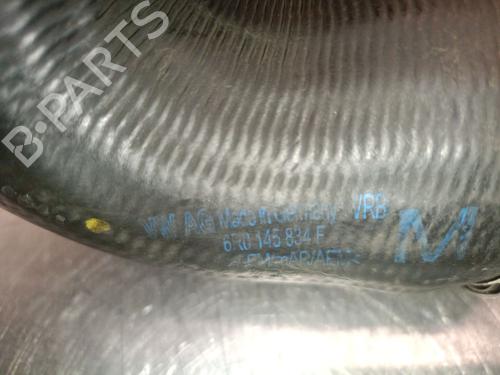 B-PARTS
VW AG Made in Germany VRB
6R0 145 834 F
M